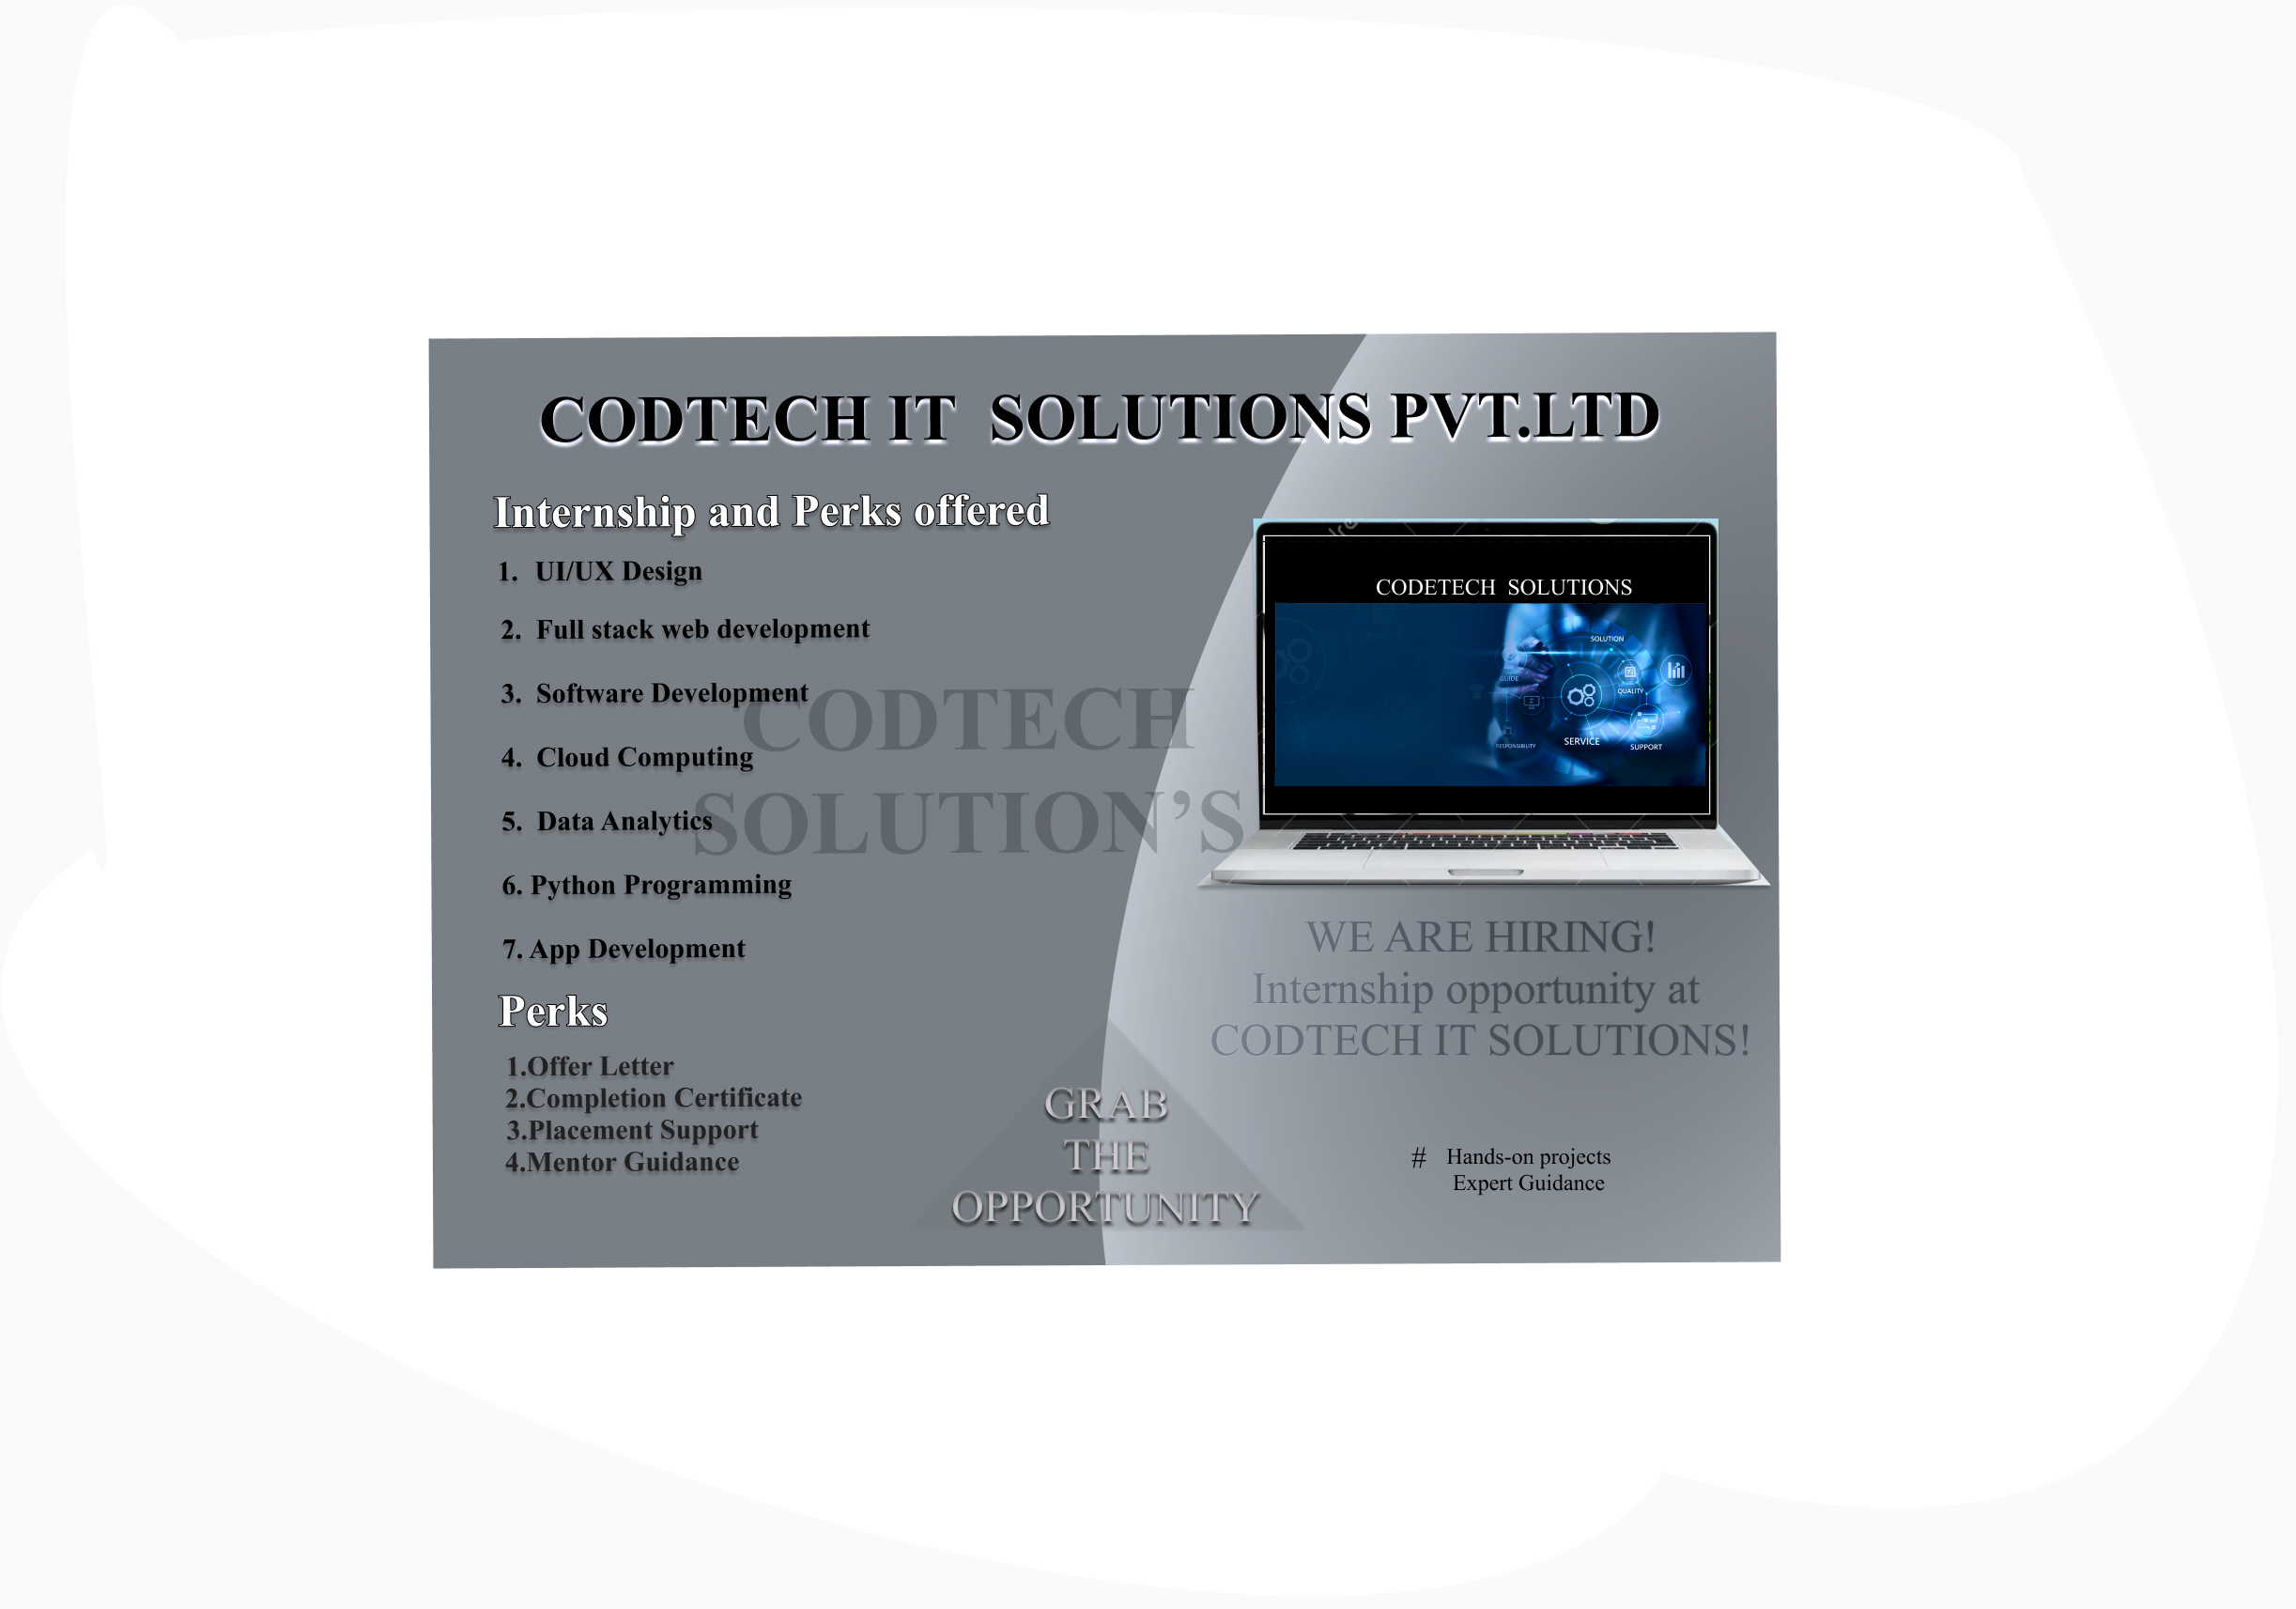 CODTECH IT SOLUTIONS PVT.LTD
Internship and Perks offered
1. UI/UX Design
2. Full stack web development
3. Software Development
4. Cloud Computing
5. Data Analytics
6. Python Programming
7. App Development
Perks
1.Offer Letter
2.Completion Certificate
3.Placement Support
4.Mentor Guidance
CODTECH
SOLUTION’S
GRAB
THE
OPPORTUNITY
CODETECH SOLUTIONS
SOLUTION
GUIDE
QUALITY
RESPONSIBILITY
SERVICE
SUPPORT
WE ARE HIRING!
Internship opportunity at
CODTECH IT SOLUTIONS!
# Hands-on projects
Expert Guidance